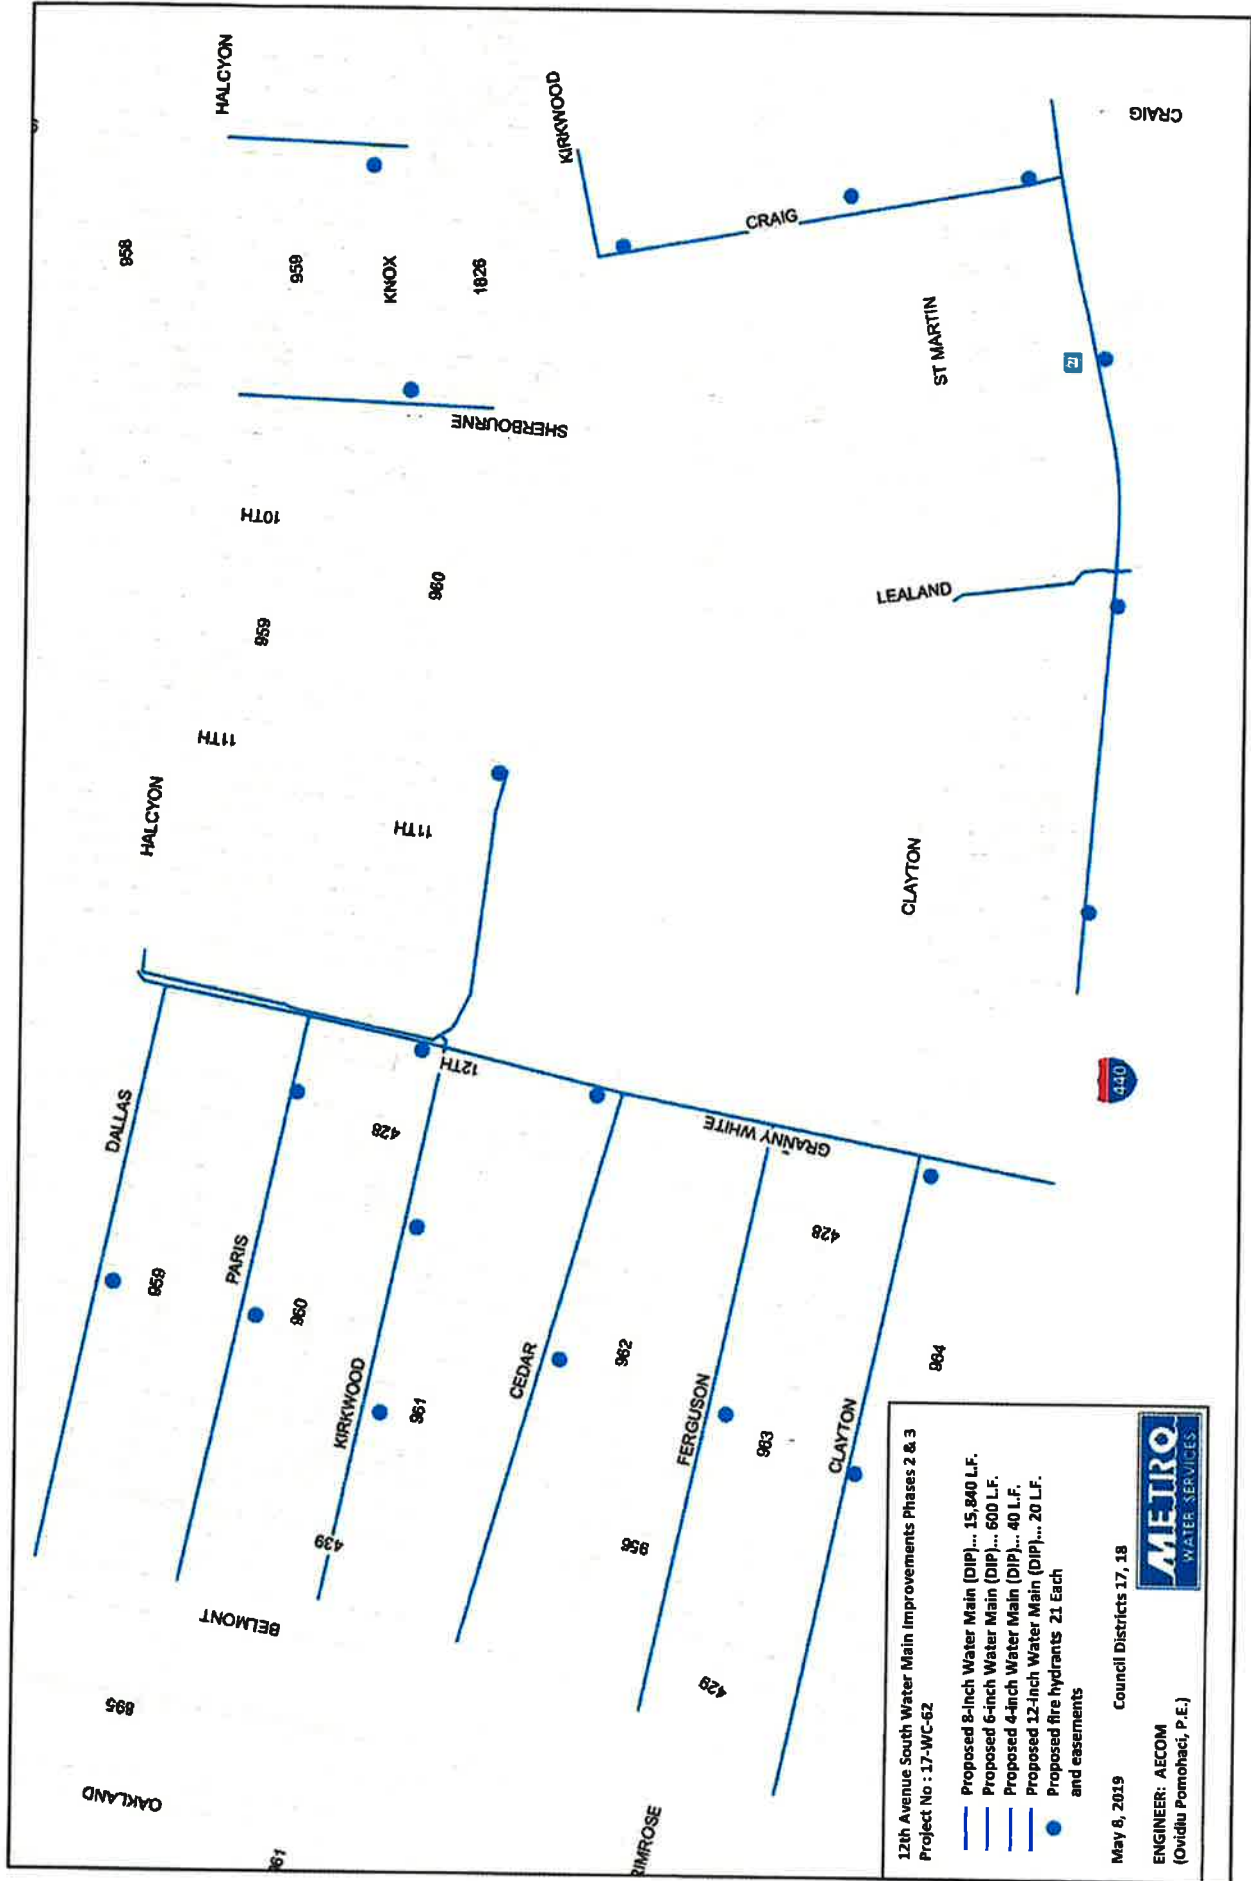 HALCYON
KIRKWOOD
CRAIG
958
959
KNOX
1826
CRAIG
ST MARTIN
SHERBOURNE
10TH
960
959
LEALAND
11TH
HALCYON
11TH
CLAYTON
12TH
440
DALLAS
428
GRANNY WHITE
PARIS
959
960
428
KIRKWOOD
961
CEDAR
962
FERGUSON
963
CLAYTON
964
439
956
BELMONT
429
895
OAKLAND
961
RIMROSE
12th Avenue South Water Main Improvements Phases 2 & 3
Project No : 17-WC-62
Proposed 8-inch Water Main (DIP)... 15,840 L.F.
Proposed 6-inch Water Main (DIP)... 600 L.F.
Proposed 4-inch Water Main (DIP)... 40 L.F.
Proposed 12-inch Water Main (DIP)... 20 L.F.
Proposed fire hydrants 21 Each
and easements
May 8, 2019 Council Districts 17, 18
ENGINEER: AECOM
(Ovidiu Pomohaci, P.E.)
METRO
WATER SERVICES